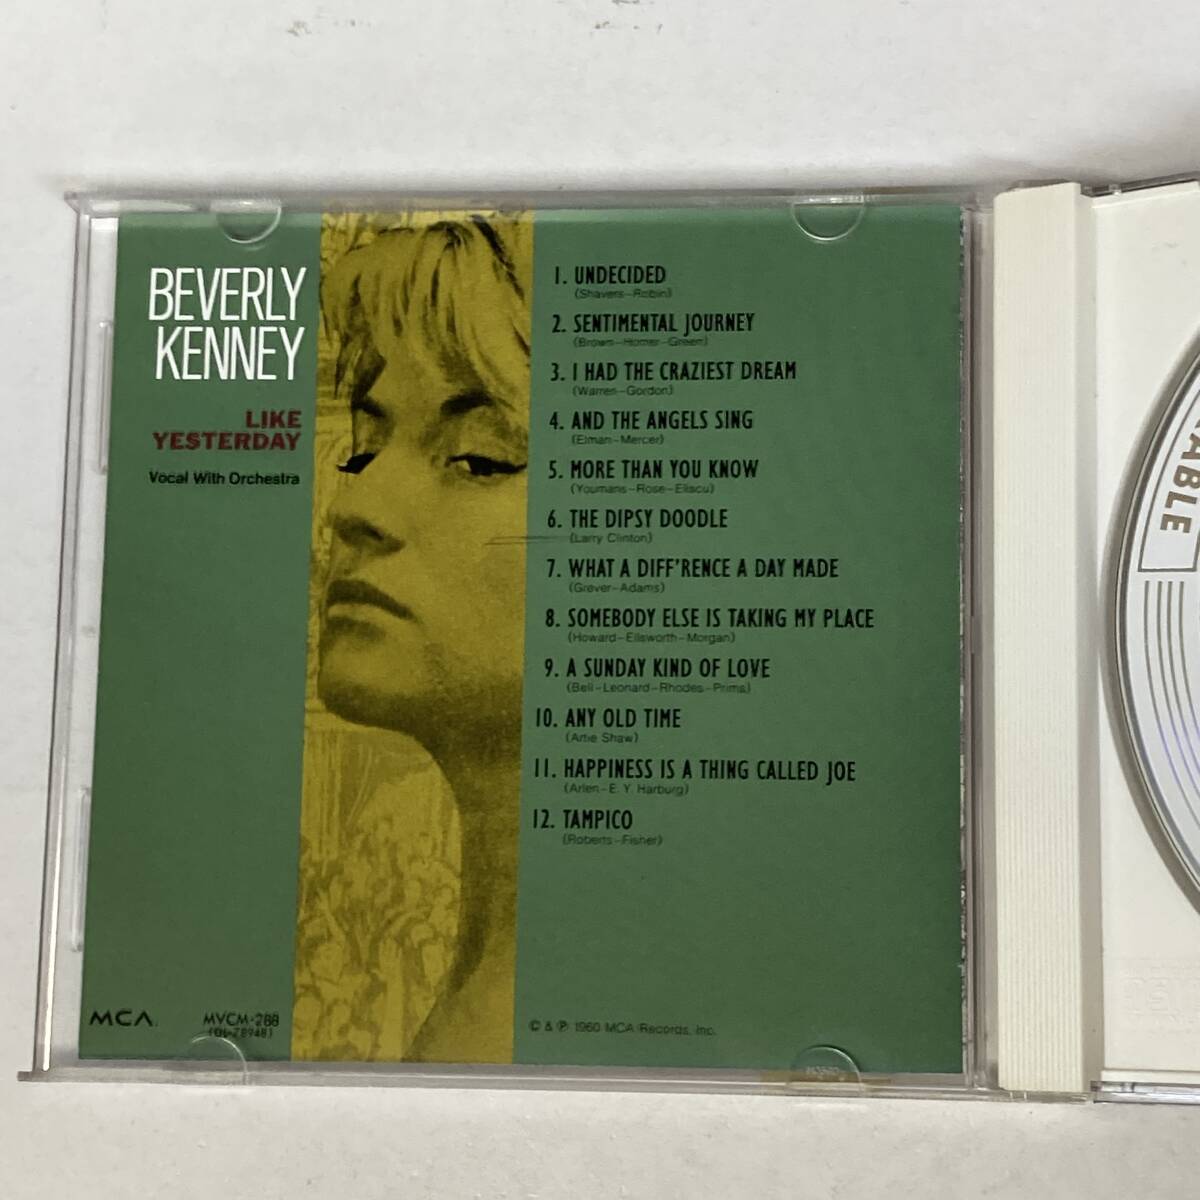 BEVERLY
KENNEY
LIKE
YESTERDAY
Vocal With Orchestra
1. UNDECIDED
(Shavers-Robin)
2. SENTIMENTAL JOURNEY
(Brown-Homer-Green)
3. I HAD THE CRAZIEST DREAM
(Warren-Gordon)
4. AND THE ANGELS SING
(Elman-Mercer)
5. MORE THAN YOU KNOW
(Youmans-Rose-Eliscu)
6. THE DIPSY DOODLE
(Larry Clinton)
7. WHAT A DIFF'RENCE A DAY MADE
(Grever-Adams)
8. SOMEBODY ELSE IS TAKING MY PLACE
(Howard-Ellsworth-Morgan)
9. A SUNDAY KIND OF LOVE
(Bell-Leonard-Rhodes-Prima)
10. ANY OLD TIME
(Artie Shaw)
11. HAPPINESS IS A THING CALLED JOE
(Arlen-E. Y. Harburg)
12. TAMPICO
(Roberts-Fisher)
MCA.
MVCM-288
(DL-78948)
© & ℗ 1960 MCA Records, Inc.